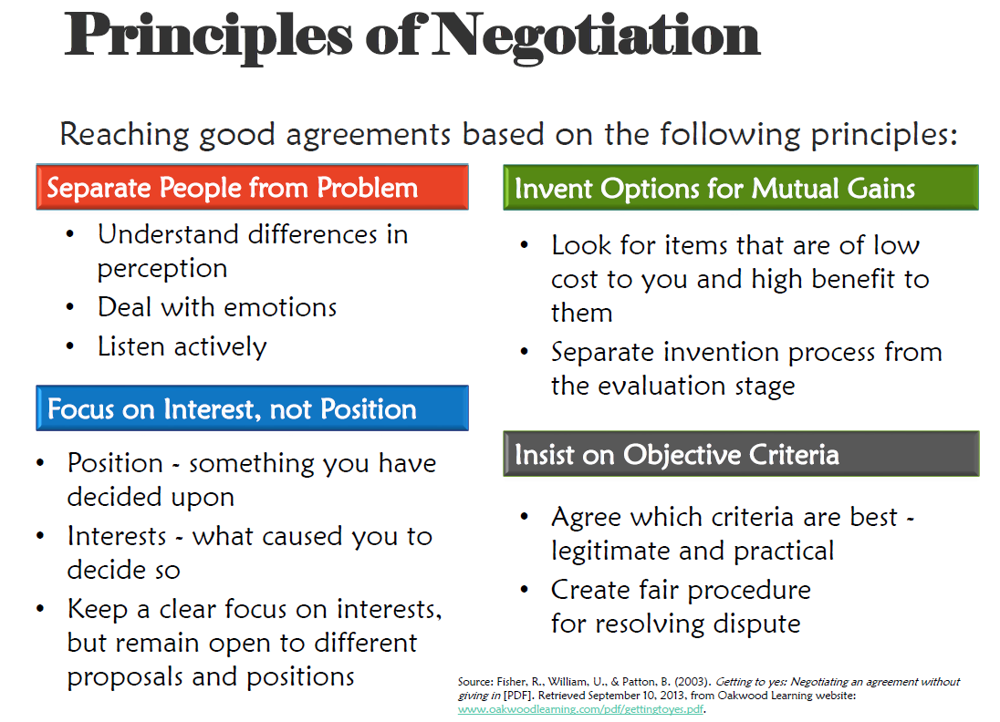 Principles of Negotiation
Reaching good agreements based on the following principles:
Separate People from Problem
• Understand differences in
perception
• Deal with emotions
• Listen actively
Focus on Interest, not Position
• Position - something you have
decided upon
• Interests - what caused you to
decide so
• Keep a clear focus on interests,
but remain open to different
proposals and positions
Invent Options for Mutual Gains
• Look for items that are of low
cost to you and high benefit to
them
• Separate invention process from
the evaluation stage
Insist on Objective Criteria
• Agree which criteria are best -
legitimate and practical
• Create fair procedure
for resolving dispute
Source: Fisher, R., William, U., & Patton, B. (2003). Getting to yes: Negotiating an agreement without
giving in [PDF]. Retrieved September 10, 2013, from Oakwood Learning website:
www.oakwoodlearning.com/pdf/gettingtoyes.pdf.